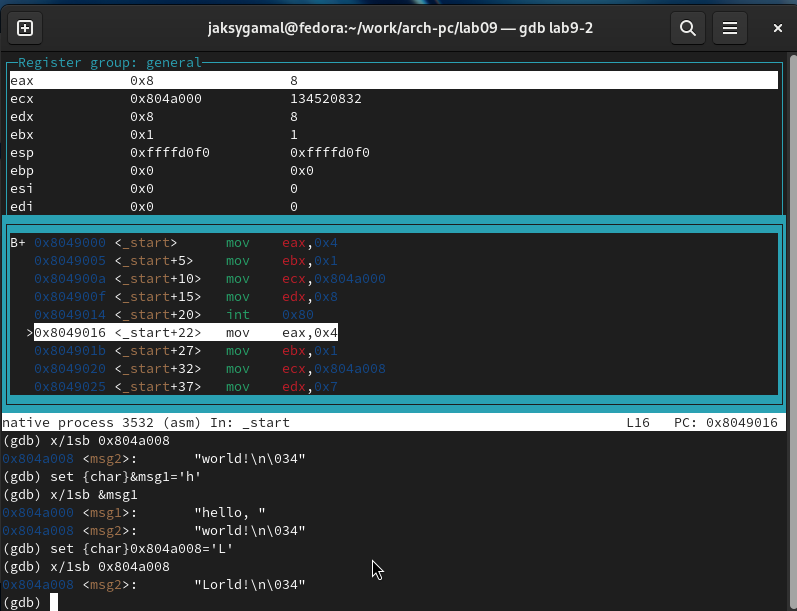 jaksygamal@fedora:~/work/arch-pc/lab09 — gdb lab9-2
Register group: general
eax 0x8 8
ecx 0x804a000 134520832
edx 0x8 8
ebx 0x1 1
esp 0xffffd0f0 0xffffd0f0
ebp 0x0 0x0
esi 0x0 0
edi 0x0 0
B+ 0x8049000 <_start> mov eax,0x4
0x8049005 <_start+5> mov ebx,0x1
0x804900a <_start+10> mov ecx,0x804a000
0x804900f <_start+15> mov edx,0x8
0x8049014 <_start+20> int 0x80
>0x8049016 <_start+22> mov eax,0x4
0x804901b <_start+27> mov ebx,0x1
0x8049020 <_start+32> mov ecx,0x804a008
0x8049025 <_start+37> mov edx,0x7
native process 3532 (asm) In: _start L16 PC: 0x8049016
(gdb) x/1sb 0x804a008
0x804a008 <msg2>: "world!\n\034"
(gdb) set {char}&msg1='h'
(gdb) x/1sb &msg1
0x804a000 <msg1>: "hello, "
0x804a008 <msg2>: "world!\n\034"
(gdb) set {char}0x804a008='L'
(gdb) x/1sb 0x804a008
0x804a008 <msg2>: "Lorld!\n\034"
(gdb)